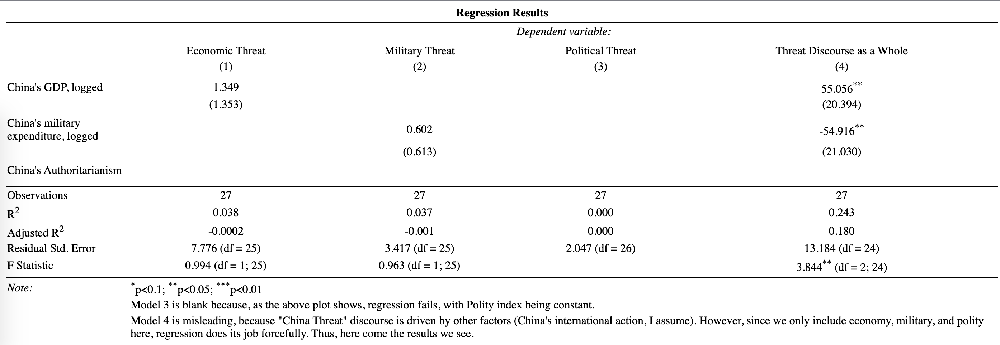 Regression Results
Dependent variable:
Economic Threat Military Threat Political Threat Threat Discourse as a Whole
(1) (2) (3) (4)
China's GDP, logged 1.349 55.056**
(1.353) (20.394)
China's military
expenditure, logged 0.602 -54.916**
(0.613) (21.030)
China's Authoritarianism
Observations 27 27 27 27
R2 0.038 0.037 0.000 0.243
Adjusted R2 -0.0002 -0.001 0.000 0.180
Residual Std. Error 7.776 (df = 25) 3.417 (df = 25) 2.047 (df = 26) 13.184 (df = 24)
F Statistic 0.994 (df = 1; 25) 0.963 (df = 1; 25) 3.844** (df = 2; 24)
Note: *p<0.1; **p<0.05; ***p<0.01
Model 3 is blank because, as the above plot shows, regression fails, with Polity index being constant.
Model 4 is misleading, because "China Threat" discourse is driven by other factors (China's international action, I assume). However, since we only include economy, military, and polity
here, regression does its job forcefully. Thus, here come the results we see.